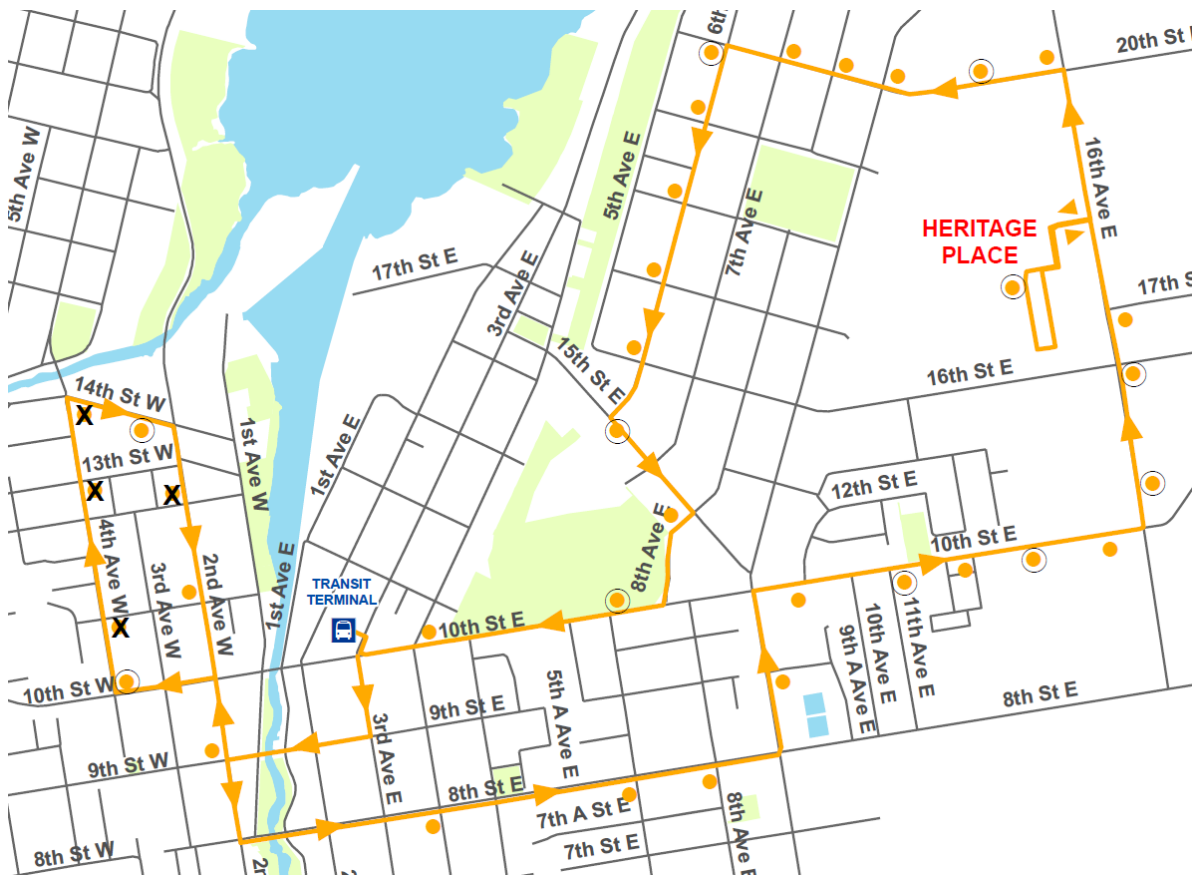 6th
20th St E
5th Ave W
5th Ave E
16th Ave E
7th Ave E
HERITAGE
PLACE
17th St E
3rd Ave E
17th St
15th St E
16th St E
14th St W
X
1st Ave W
1st Ave E
13th St W
X
X
12th St E
4th Ave W
3rd Ave W
2nd Ave W
1st Ave E
TRANSIT
TERMINAL
8th Ave E
10th St E
X
10th St E
9th A Ave E
10th Ave E
11th Ave E
10th St W
3rd Ave E
9th St E
5th A Ave E
8th St E
9th St W
8th St E
7th A St E
8th Ave E
7th St E
8th St W